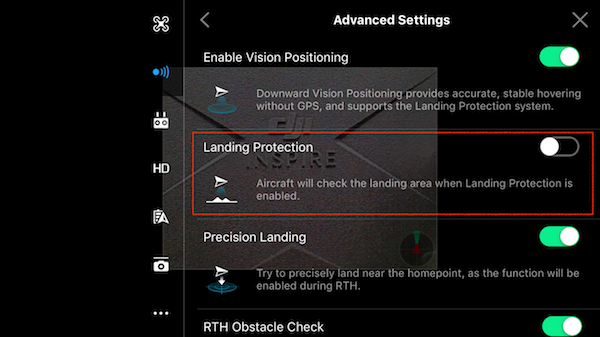 Advanced Settings
Enable Vision Positioning
Downward Vision Positioning provides accurate, stable hovering
without GPS, and supports the Landing Protection system.
DJI
INSPIRE
Landing Protection
Aircraft will check the landing area when Landing Protection is
enabled.
HD
Precision Landing
Try to precisely land near the homepoint, as the function will be
enabled during RTH.
RTH Obstacle Check